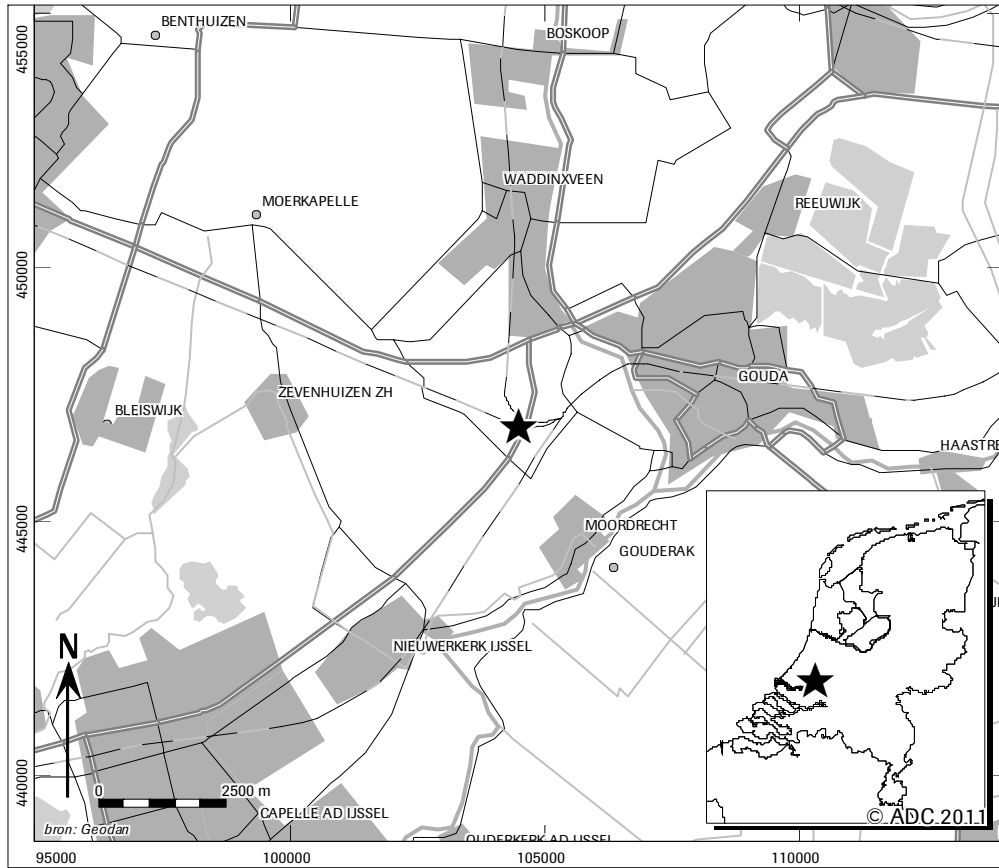 455000
BENTHUIZEN
BOSKOOP
WADDINXVEEN
MOERKAPELLE
REEUWIJK
450000
ZEVENHUIZEN ZH
GOUDA
BLEISWIJK
HAASTRE
445000
MOORDRECHT
GOUDERAK
N
NIEUWERKERK IJSSEL
440000
0 2500 m
CAPELLE AD IJSSEL
© ADC 2011
bron: Geodan
OUDERKERK AD IJSSEL
95000 100000 105000 110000